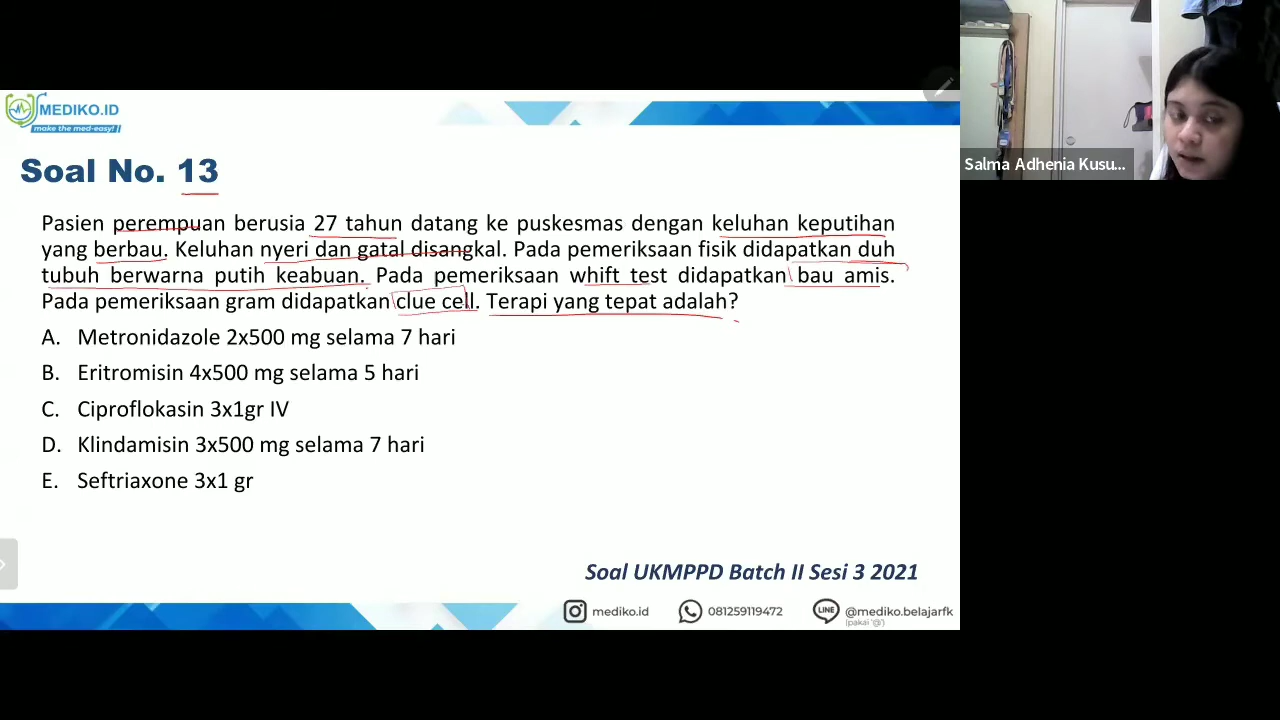 MEDIKO.ID
make the med-easy!
Salma Adhenia Kusu...
Soal No. 13
Pasien perempuan berusia 27 tahun datang ke puskesmas dengan keluhan keputihan
yang berbau. Keluhan nyeri dan gatal disangkal. Pada pemeriksaan fisik didapatkan duh
tubuh berwarna putih keabuan. Pada pemeriksaan whift test didapatkan bau amis.
Pada pemeriksaan gram didapatkan clue cell. Terapi yang tepat adalah?
A. Metronidazole 2x500 mg selama 7 hari
B. Eritromisin 4x500 mg selama 5 hari
C. Ciproflokasin 3x1gr IV
D. Klindamisin 3x500 mg selama 7 hari
E. Seftriaxone 3x1 gr
Soal UKMPPD Batch II Sesi 3 2021
mediko.id 081259119472 LINE @mediko.belajarfk
(pakai '@')